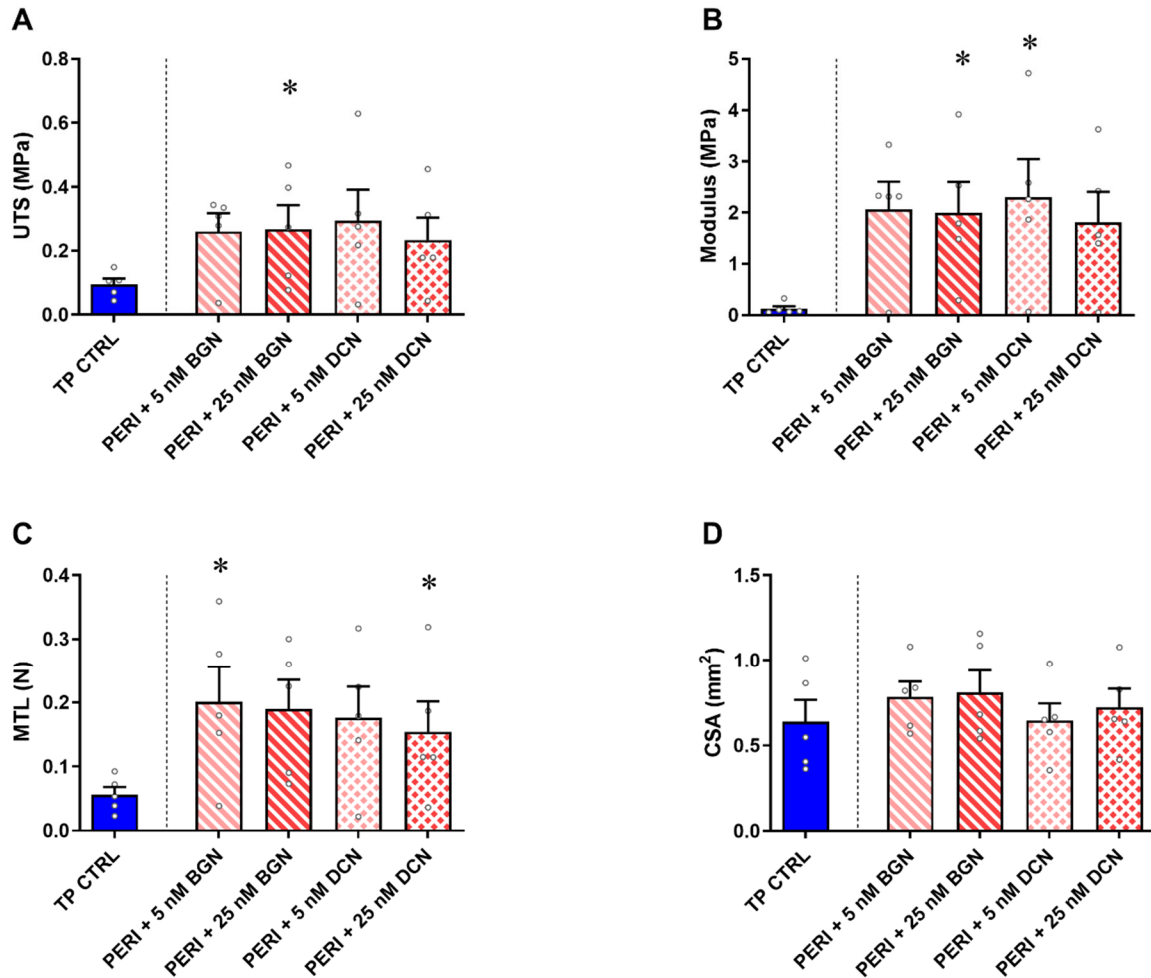 A
UTS (MPa)
0.8
0.6
0.4
0.2
0.0
*
TP CTRL
PERI + 5 nM BGN
PERI + 25 nM BGN
PERI + 5 nM DCN
PERI + 25 nM DCN
B
Modulus (MPa)
5
4
3
2
1
0
*
*
TP CTRL
PERI + 5 nM BGN
PERI + 25 nM BGN
PERI + 5 nM DCN
PERI + 25 nM DCN
C
MTL (N)
0.4
0.3
0.2
0.1
0.0
*
*
TP CTRL
PERI + 5 nM BGN
PERI + 25 nM BGN
PERI + 5 nM DCN
PERI + 25 nM DCN
D
CSA (mm²)
1.5
1.0
0.5
0.0
TP CTRL
PERI + 5 nM BGN
PERI + 25 nM BGN
PERI + 5 nM DCN
PERI + 25 nM DCN